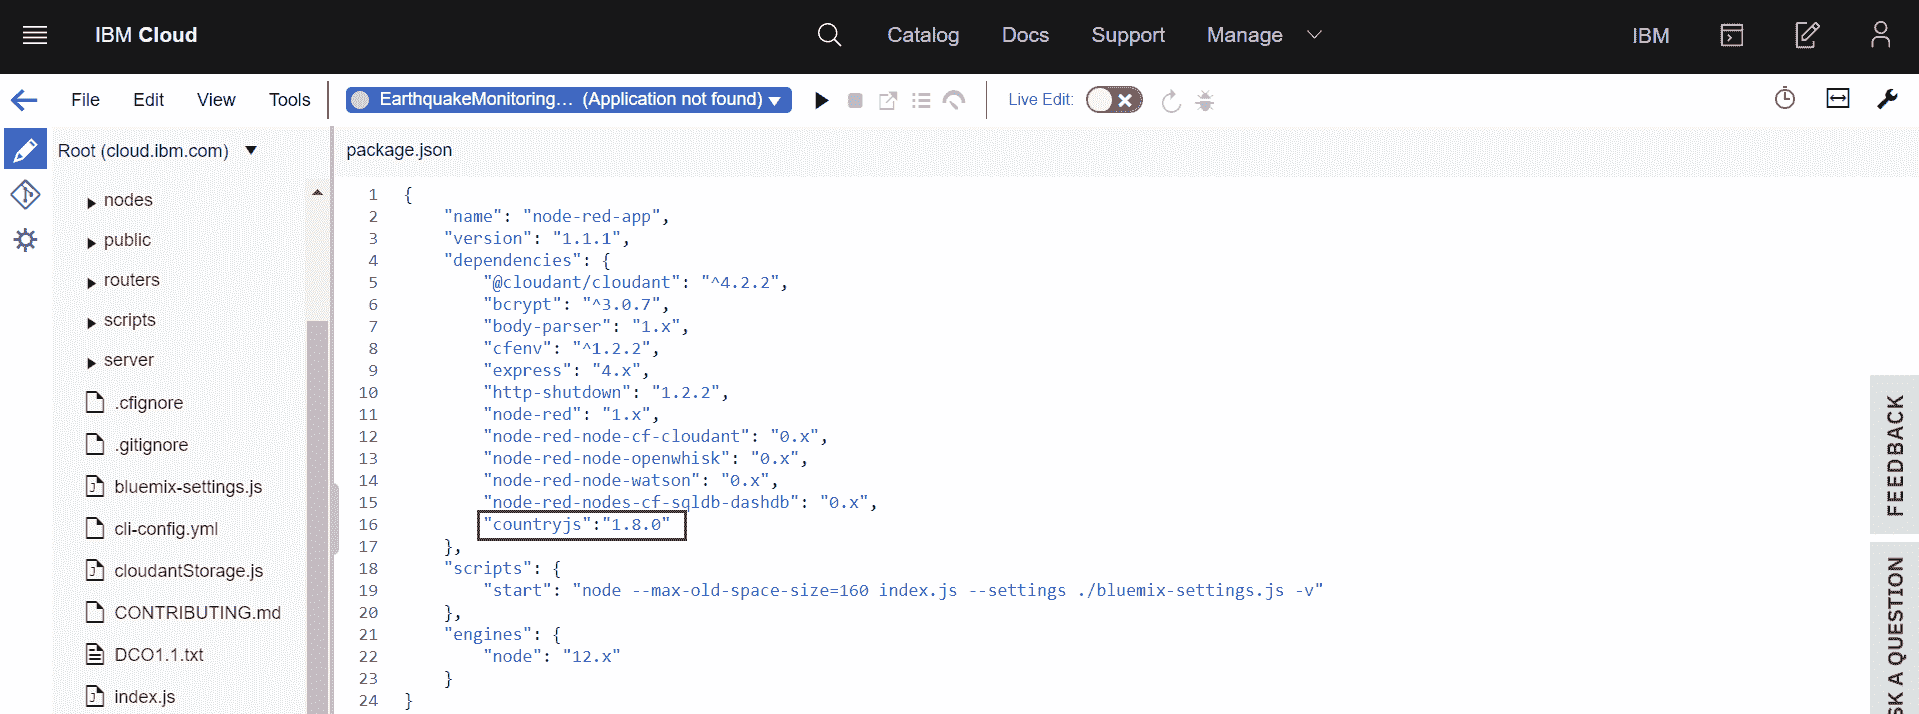 IBM Cloud
Catalog Docs Support Manage IBM
File Edit View Tools
EarthquakeMonitoring... (Application not found)
Live Edit:
Root (cloud.ibm.com)
nodes
public
routers
scripts
server
.cfignore
.gitignore
bluemix-settings.js
cli-config.yml
cloudantStorage.js
CONTRIBUTING.md
DCO1.1.txt
index.js
package.json
1 {
2 "name": "node-red-app",
3 "version": "1.1.1",
4 "dependencies": {
5 "@cloudant/cloudant": "^4.2.2",
6 "bcrypt": "^3.0.7",
7 "body-parser": "1.x",
8 "cfenv": "^1.2.2",
9 "express": "4.x",
10 "http-shutdown": "1.2.2",
11 "node-red": "1.x",
12 "node-red-node-cf-cloudant": "0.x",
13 "node-red-node-openwhisk": "0.x",
14 "node-red-node-watson": "0.x",
15 "node-red-nodes-cf-sqldb-dashdb": "0.x",
16 "countryjs":"1.8.0"
17 },
18 "scripts": {
19 "start": "node --max-old-space-size=160 index.js --settings ./bluemix-settings.js -v"
20 },
21 "engines": {
22 "node": "12.x"
23 }
24 }
FEEDBACK
SK A QUESTION